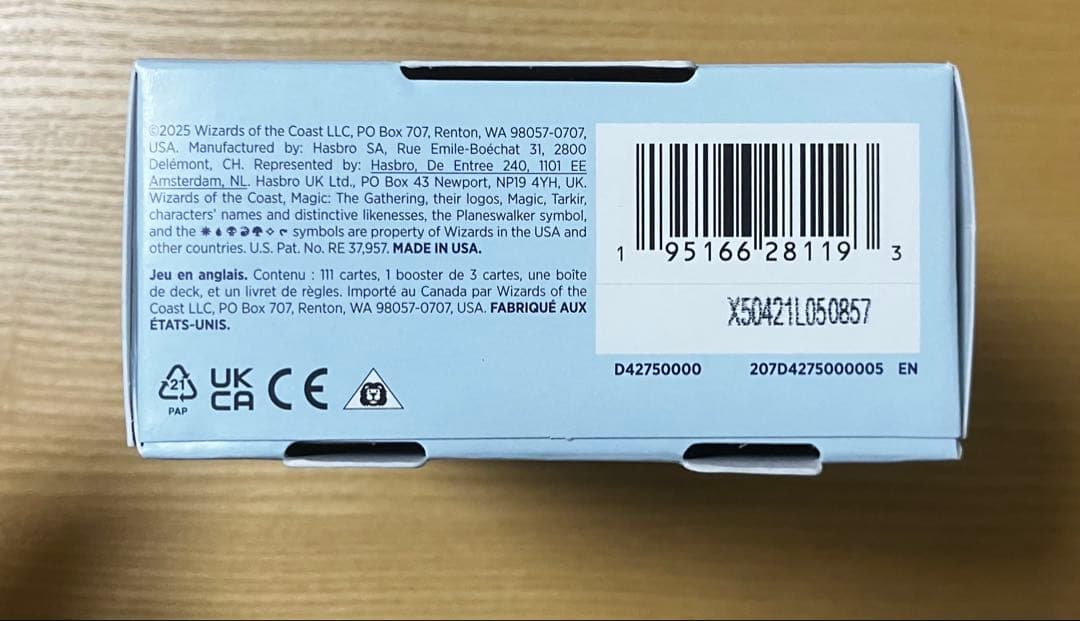 ©2025 Wizards of the Coast LLC, PO Box 707, Renton, WA 98057-0707,
USA. Manufactured by: Hasbro SA, Rue Emile-Boéchat 31, 2800
Delémont, CH. Represented by: Hasbro, De Entree 240, 1101 EE
Amsterdam, NL. Hasbro UK Ltd., PO Box 43 Newport, NP19 4YH, UK.
Wizards of the Coast, Magic: The Gathering, their logos, Magic, Tarkir,
characters' names and distinctive likenesses, the Planeswalker symbol,
and the symbols are property of Wizards in the USA and
other countries. U.S. Pat. No. RE 37,957. MADE IN USA.
Jeu en anglais. Contenu : 111 cartes, 1 booster de 3 cartes, une boîte
de deck, et un livret de règles. Importé au Canada par Wizards of the
Coast LLC, PO Box 707, Renton, WA 98057-0707, USA. FABRIQUÉ AUX
ÉTATS-UNIS.
21
PAP
UK
CA
CE
1 95166 28119 3
X50421L050857
D42750000 207D4275000005 EN